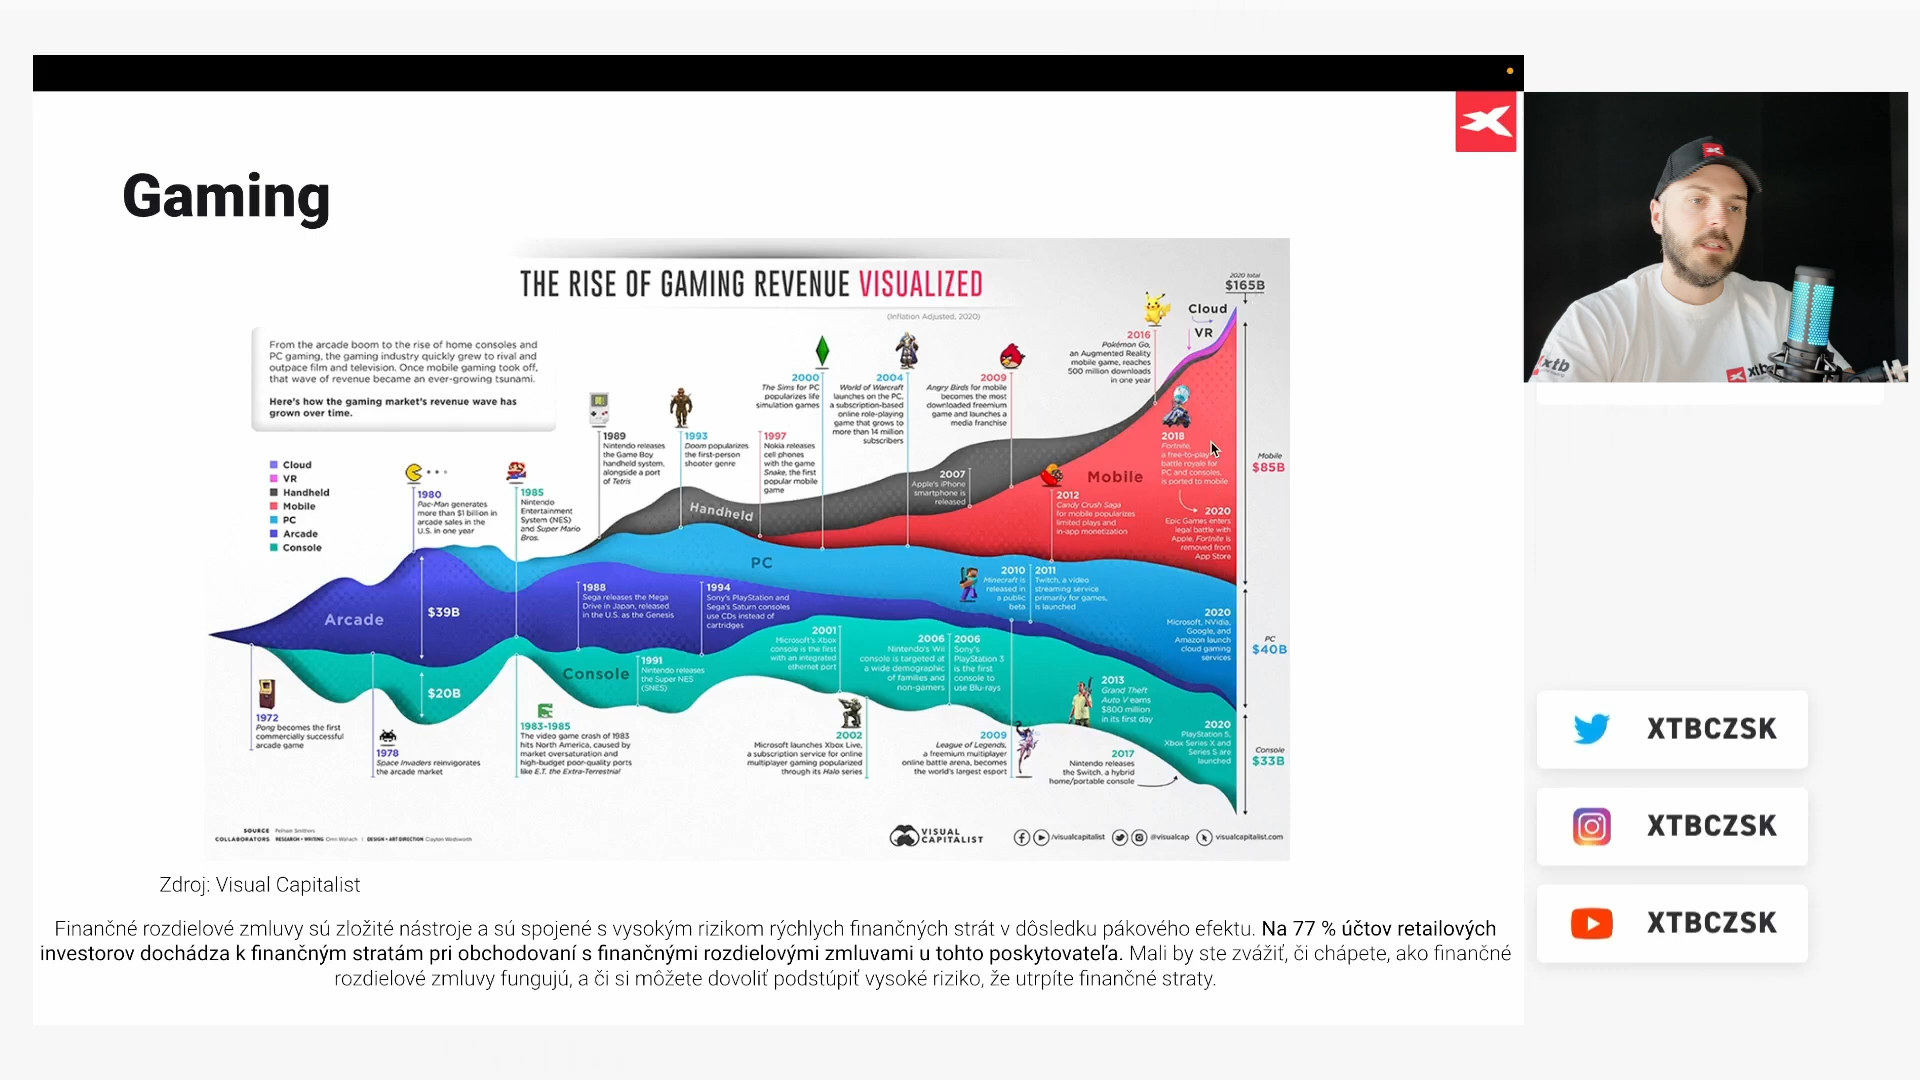 Gaming
THE RISE OF GAMING REVENUE VISUALIZED
(Inflation Adjusted, 2020)
From the arcade boom to the rise of home consoles and
PC gaming, the gaming industry quickly grew to rival and
outpace film and television. Once mobile gaming took off,
that wave of revenue became an ever-growing tsunami.
Here's how the gaming market's revenue wave has
grown over time.
Cloud
VR
Handheld
Mobile
PC
Arcade
Console
1980
Pac-Man generates
more than $1 billion in
arcade sales in the
U.S. in one year
1985
Nintendo
Entertainment
System (NES)
and Super Mario
Bros.
1989
Nintendo releases
the Game Boy
handheld system,
alongside a port
of Tetris
1993
Doom popularizes
the first-person
shooter genre
1997
Nokia releases
cell phones
with the game
Snake, the first
popular mobile
game
2000
The Sims for PC
popularizes life
simulation games
2004
World of Warcraft
launches on the PC,
a subscription-based
online role-playing
game that grows to
more than 14 million
subscribers
2009
Angry Birds for mobile
becomes the most
downloaded freemium
game and launches a
media franchise
2016
Pokémon Go,
an Augmented Reality
mobile game, reaches
500 million downloads
in one year
2020 total
$165B
Cloud
VR
2007
Apple's iPhone
smartphone is
released
Mobile
2012
Candy Crush Saga
for mobile popularizes
limited plays and
in-app monetization
2018
Fortnite,
a free-to-play
battle royale for
PC and consoles,
is ported to mobile
2020
Epic Games enters
legal battle with
Apple, Fortnite is
removed from
App Store
Mobile
$85B
Handheld
PC
Arcade
$39B
$20B
Console
1988
Sega releases the Mega
Drive in Japan, released
in the U.S. as the Genesis
1994
Sony's PlayStation and
Sega's Saturn consoles
use CDs instead of
cartridges
2010
Minecraft is
released in
a public
beta
2011
Twitch, a video
streaming service
primarily for games,
is launched
2020
Microsoft, NVidia,
Google, and
Amazon launch
cloud gaming
services
PC
$40B
1991
Nintendo releases
the Super NES
(SNES)
2001
Microsoft's Xbox
console is the first
with an integrated
ethernet port
2006
Nintendo's Wii
console is targeted at
a wide demographic
of families and
non-gamers
2006
Sony's
PlayStation 3
is the first
console to
use Blu-rays
2013
Grand Theft
Auto V earns
$800 million
in its first day
2020
PlayStation 5,
Xbox Series X and
Series S are
launched
Console
$33B
1972
Pong becomes the first
commercially successful
arcade game
1978
Space Invaders reinvigorates
the arcade market
1983-1985
The video game crash of 1983
hits North America, caused by
market oversaturation and
high-budget poor-quality ports
like E.T. the Extra-Terrestrial
2002
Microsoft launches Xbox Live,
a subscription service for online
multiplayer gaming popularized
through its Halo series
2009
League of Legends,
a freemium multiplayer
online battle arena, becomes
the world's largest esport
2017
Nintendo releases
the Switch, a hybrid
home/portable console
SOURCE Pelham Smithers
COLLABORATORS RESEARCH + WRITING Omri Wallach | DESIGN + ART DIRECTION Clayton Wadsworth
VISUAL
CAPITALIST
/visualcapitalist
@visualcap
visualcapitalist.com
Zdroj: Visual Capitalist
Finančné rozdielové zmluvy sú zložité nástroje a sú spojené s vysokým rizikom rýchlych finančných strát v dôsledku pákového efektu. Na 77 % účtov retailových
investorov dochádza k finančným stratám pri obchodovaní s finančnými rozdielovými zmluvami u tohto poskytovateľa. Mali by ste zvážiť, či chápete, ako finančné
rozdielové zmluvy fungujú, a či si môžete dovoliť podstúpiť vysoké riziko, že utrpíte finančné straty.
xtb
xtb
XTBCZSK
XTBCZSK
XTBCZSK